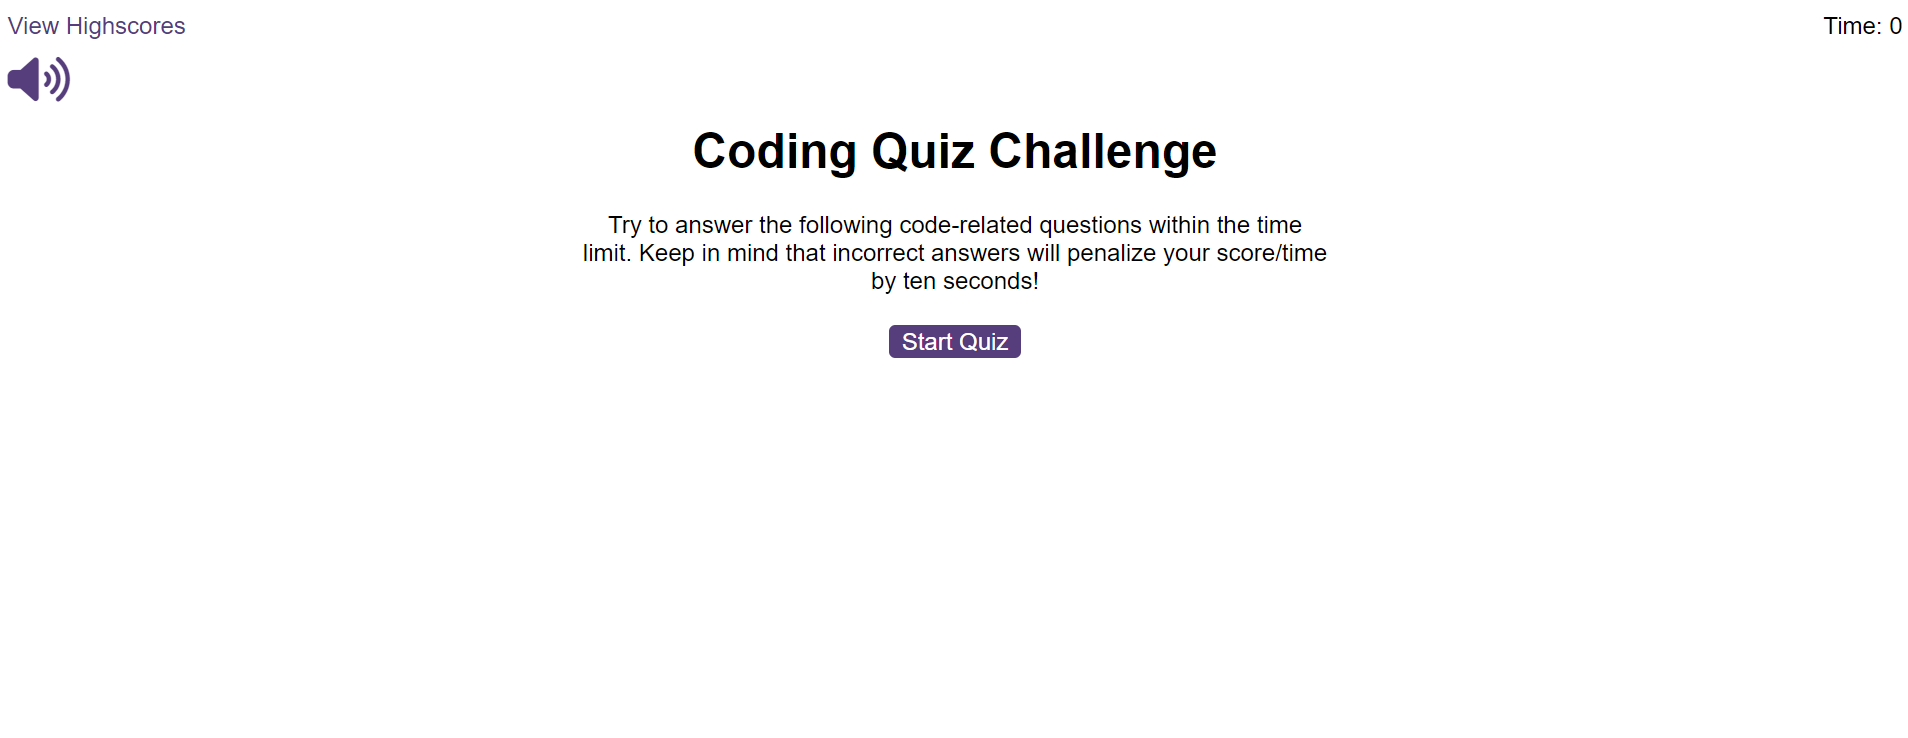 View Highscores
Time: 0
Coding Quiz Challenge
Try to answer the following code-related questions within the time
limit. Keep in mind that incorrect answers will penalize your score/time
by ten seconds!
Start Quiz